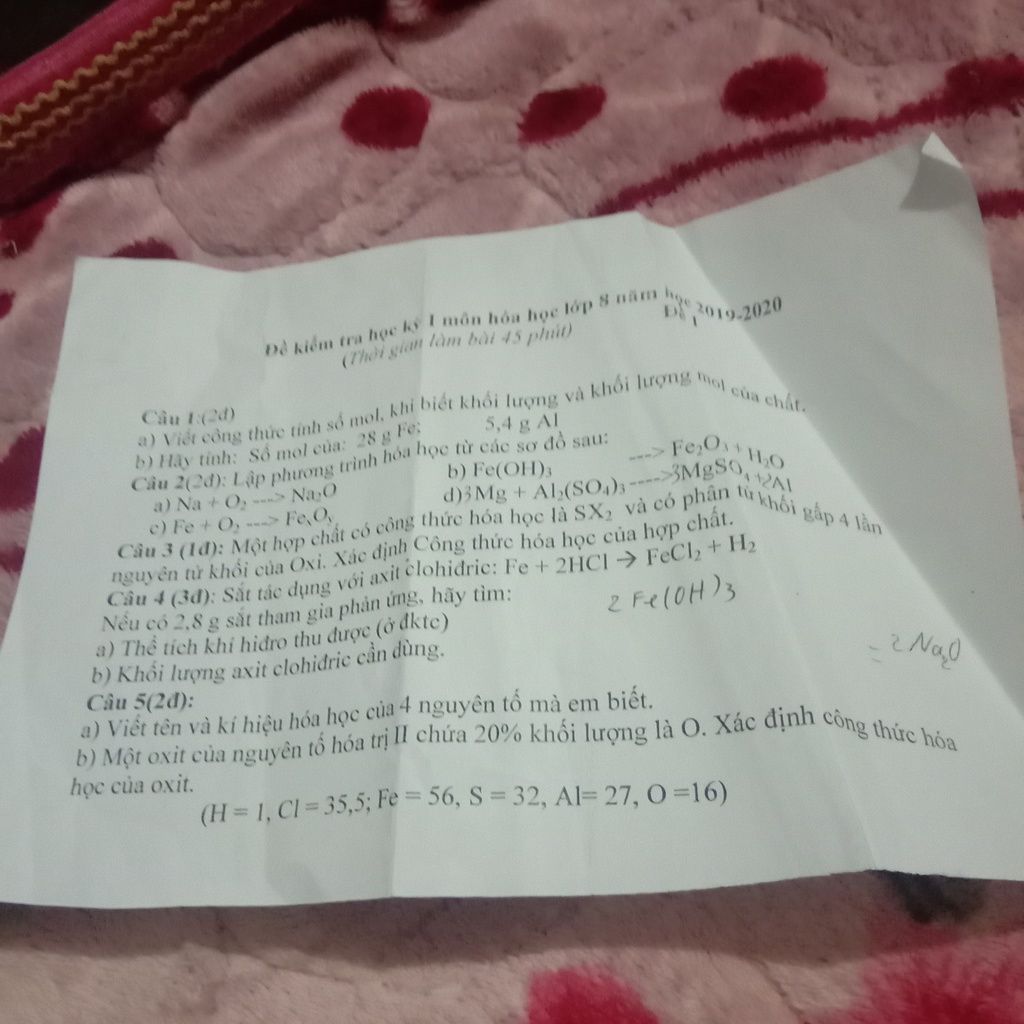 Đề kiểm tra học kỳ I môn hóa học lớp 8 năm học 2019-2020
(Thời gian làm bài 45 phút)
Đề 1
Câu 1:(2đ)
a) Viết công thức tính số mol, khi biết khối lượng và khối lượng mol của chất.
b) Hãy tính: Số mol của: 28 g Fe; 5,4 g Al
Câu 2(2đ): Lập phương trình hóa học từ các sơ đồ sau:
a) Na + O₂ ---> Na₂O b) Fe(OH)₃ ---> Fe₂O₃ + H₂O
c) Fe + O₂ ---> FeₓOᵧ d)3Mg + Al₂(SO₄)₃ ---->3MgSO₄ +2Al
Câu 3 (1đ): Một hợp chất có công thức hóa học là SX₂ và có phân tử khối gấp 4 lần
nguyên tử khối của Oxi. Xác định Công thức hóa học của hợp chất.
Câu 4 (3đ): Sắt tác dụng với axit clohiđric: Fe + 2HCl → FeCl₂ + H₂
Nếu có 2,8 g sắt tham gia phản ứng, hãy tìm:
2 Fe(OH)3
a) Thể tích khí hiđro thu được (ở đktc)
= 2 Na₂O
b) Khối lượng axit clohiđric cần dùng.
Câu 5(2đ):
a) Viết tên và kí hiệu hóa học của 4 nguyên tố mà em biết.
b) Một oxit của nguyên tố hóa trị II chứa 20% khối lượng là O. Xác định công thức hóa
học của oxit.
(H = 1, Cl = 35,5; Fe = 56, S = 32, Al= 27, O =16)